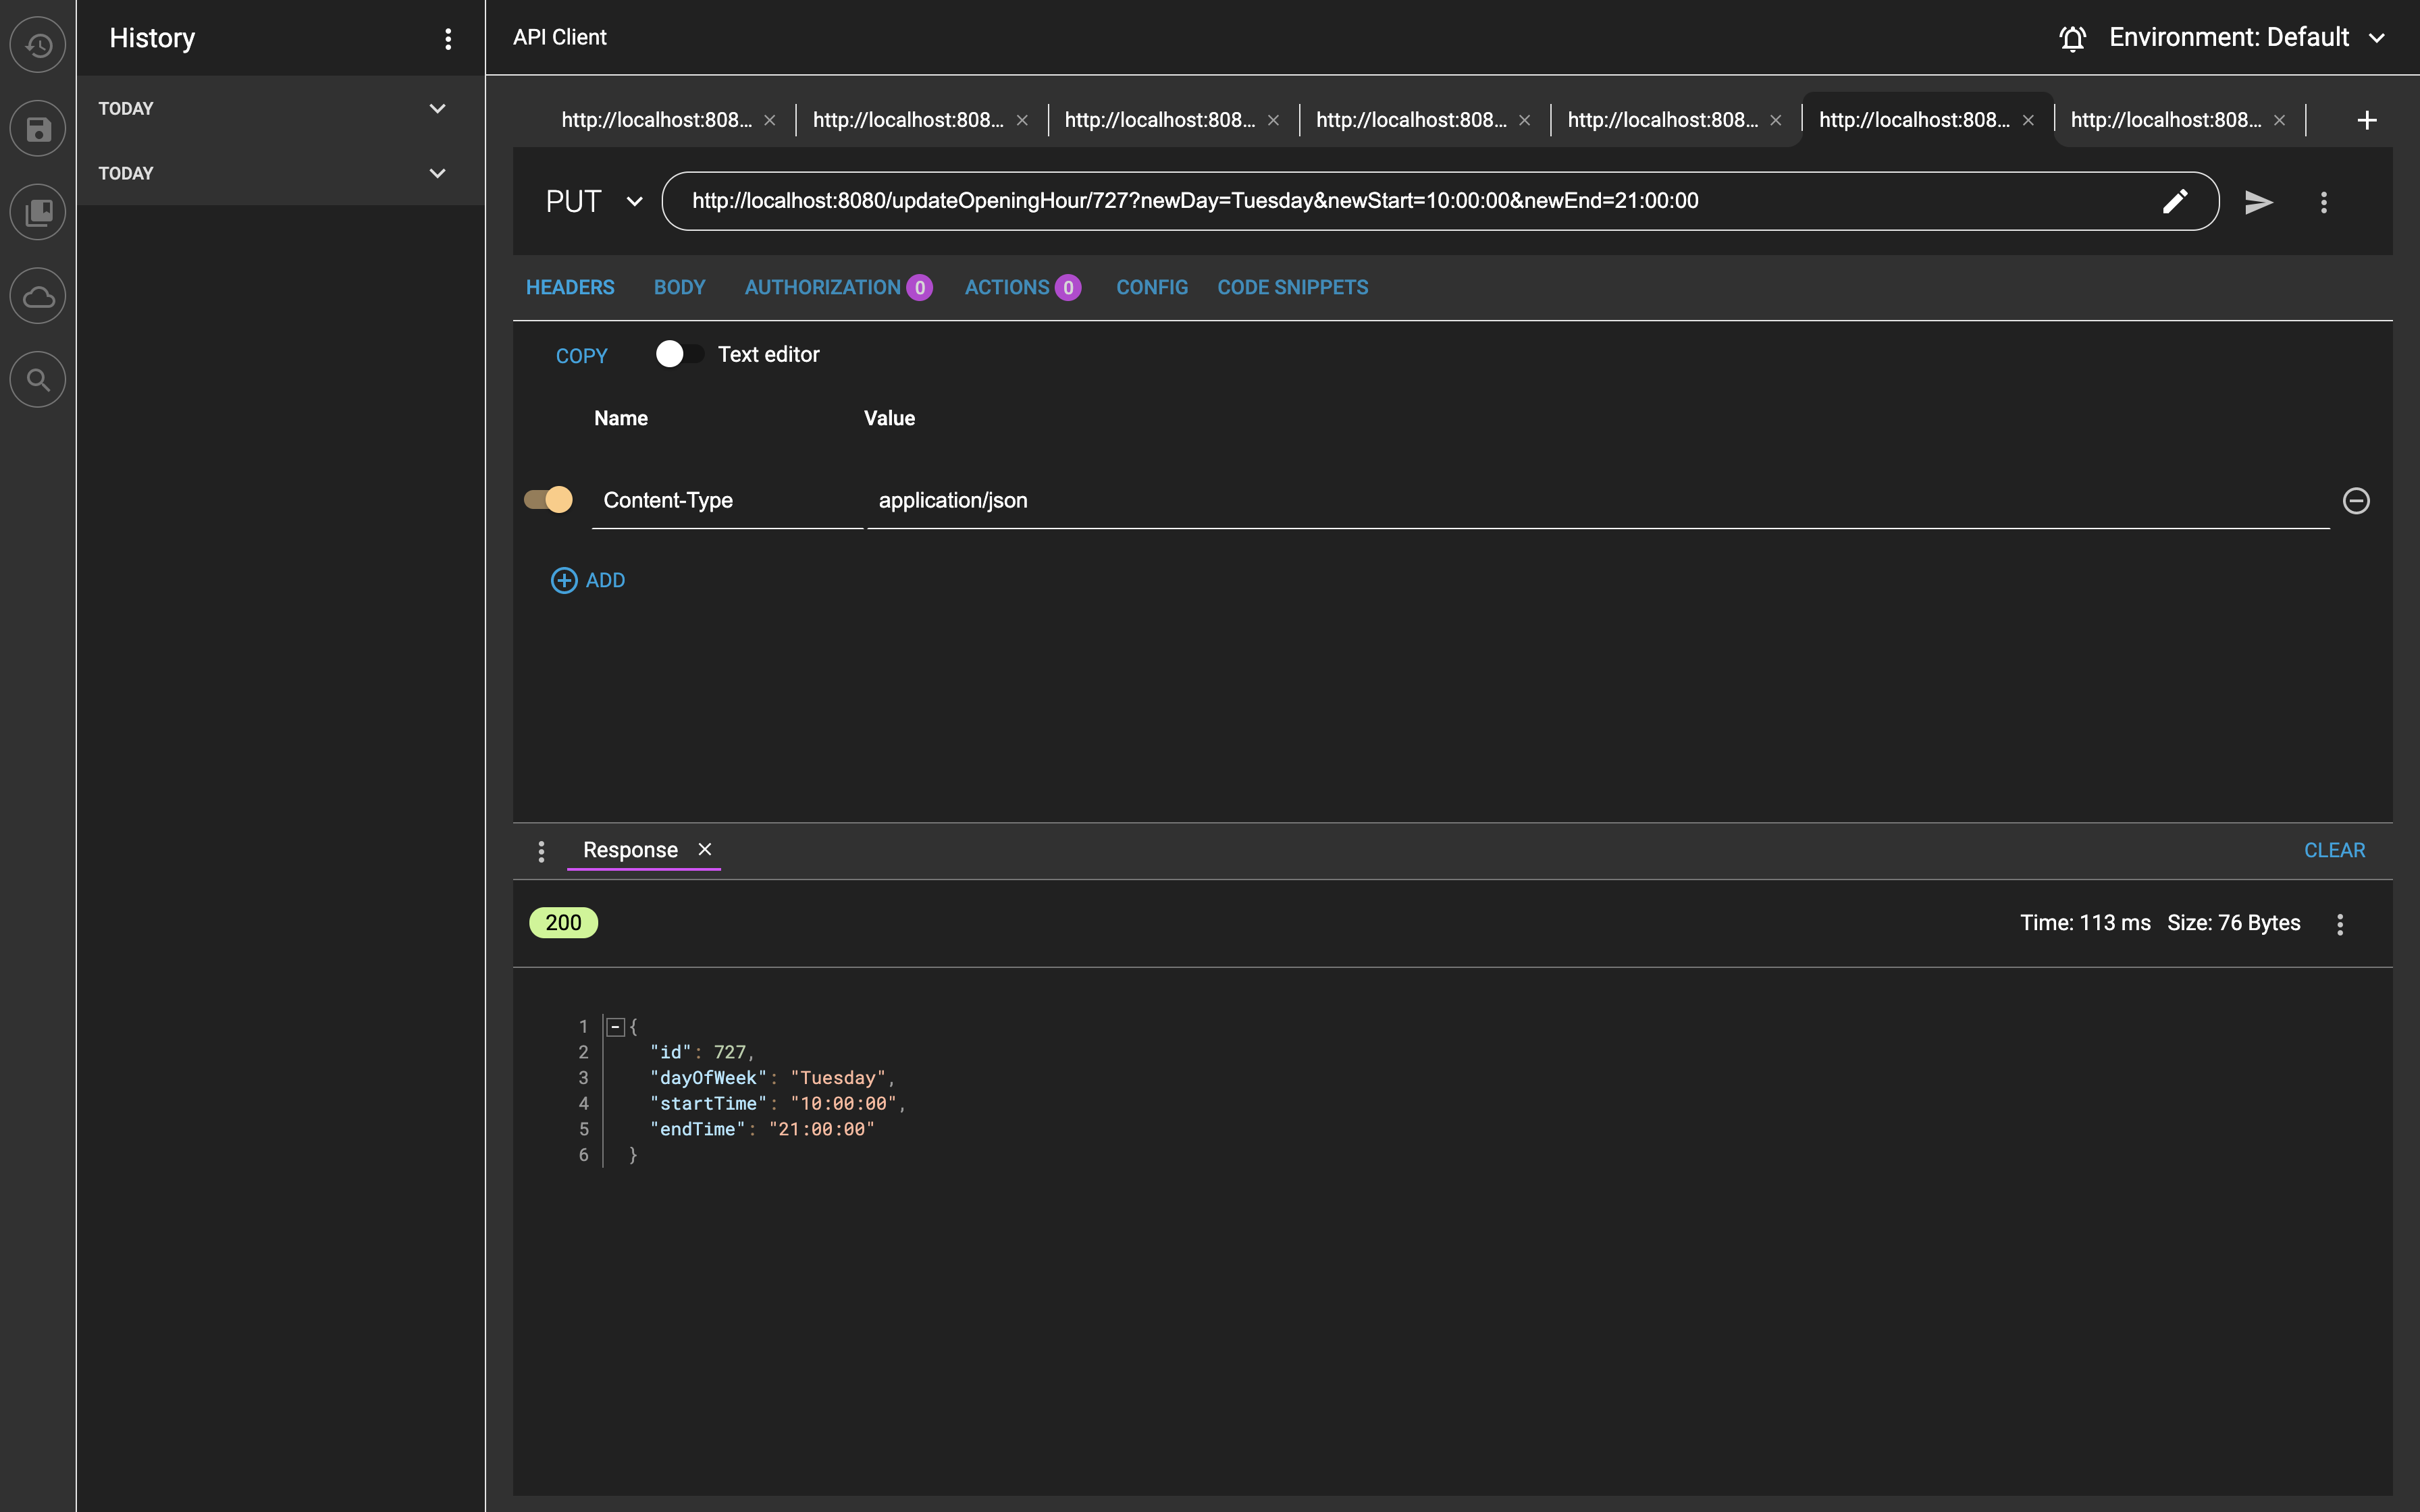 History
API Client
Environment: Default
TODAY
TODAY
http://localhost:808...
http://localhost:808...
http://localhost:808...
http://localhost:808...
http://localhost:808...
http://localhost:808...
http://localhost:808...
PUT
http://localhost:8080/updateOpeningHour/727?newDay=Tuesday&newStart=10:00:00&newEnd=21:00:00
HEADERS BODY AUTHORIZATION 0 ACTIONS 0 CONFIG CODE SNIPPETS
COPY Text editor
Name Value
Content-Type application/json
ADD
Response CLEAR
200 Time: 113 ms Size: 76 Bytes
1 {
2 "id": 727,
3 "dayOfWeek": "Tuesday",
4 "startTime": "10:00:00",
5 "endTime": "21:00:00"
6 }